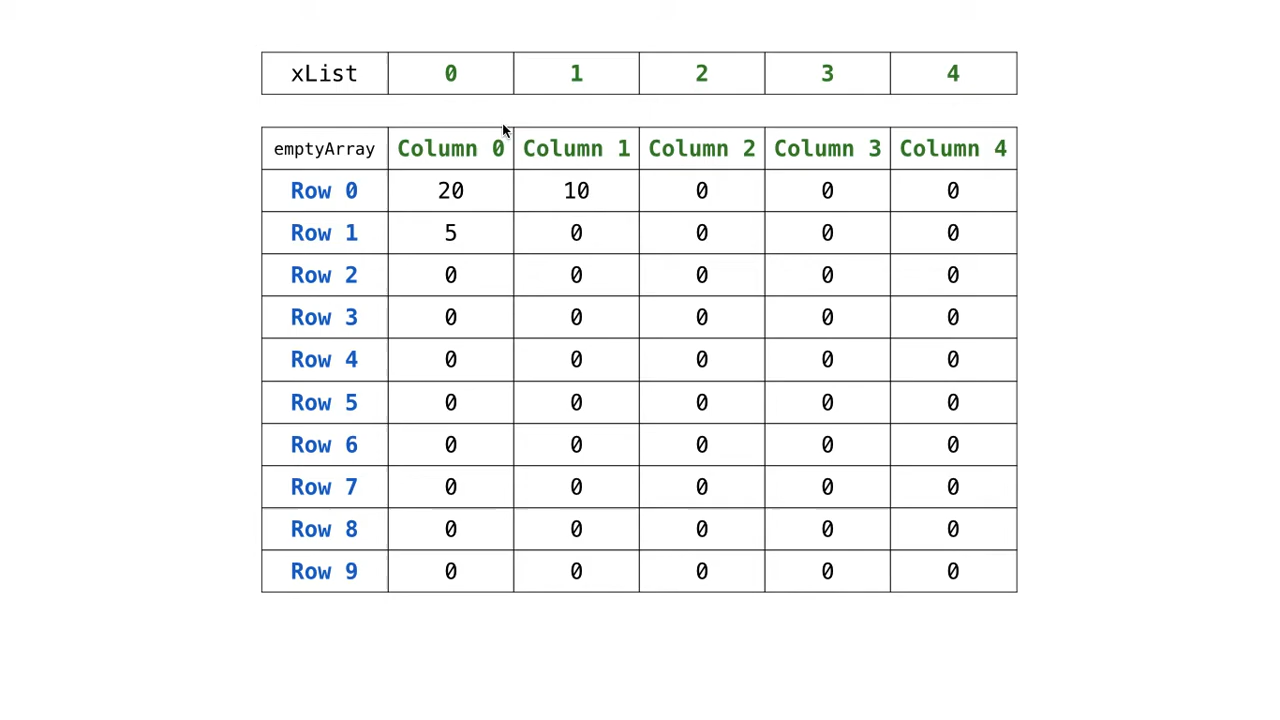 xList 0 1 2 3 4
emptyArray Column 0 Column 1 Column 2 Column 3 Column 4
Row 0 20 10 0 0 0
Row 1 5 0 0 0 0
Row 2 0 0 0 0 0
Row 3 0 0 0 0 0
Row 4 0 0 0 0 0
Row 5 0 0 0 0 0
Row 6 0 0 0 0 0
Row 7 0 0 0 0 0
Row 8 0 0 0 0 0
Row 9 0 0 0 0 0